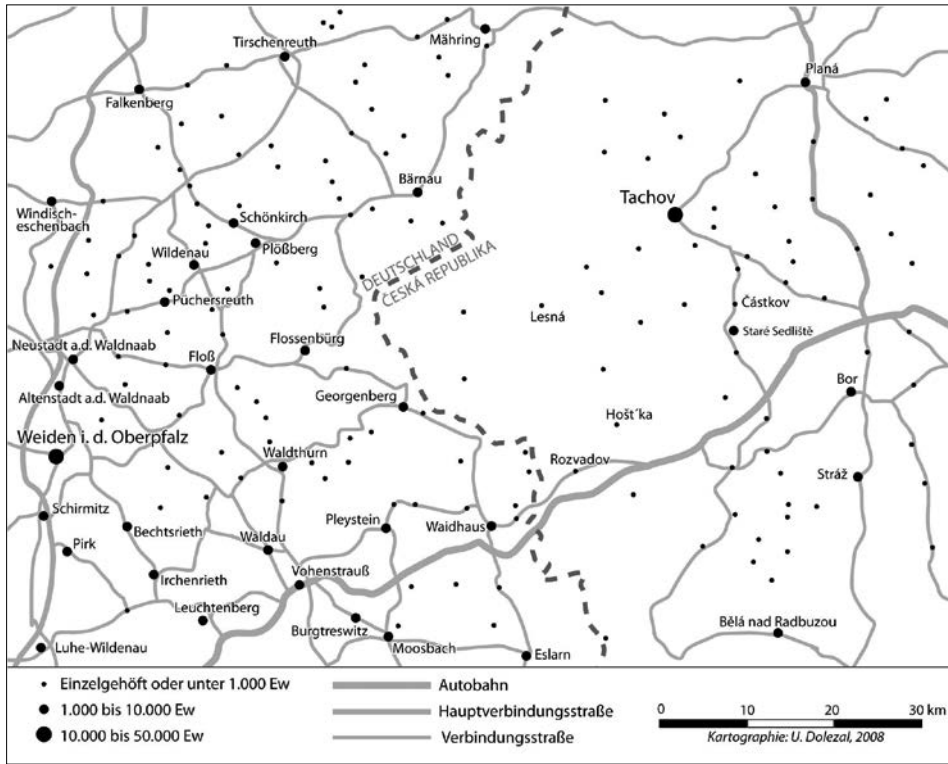 Mähring
Tirschenreuth
Planá
Falkenberg
Bärnau
Tachov
Windisch-
eschenbach
Schönkirch
Plößberg
Wildenau
DEUTSCHLAND
ČESKÁ REPUBLIKA
Püchersreuth
Částkov
Lesná
Staré Sedliště
Neustadt a.d. Waldnaab
Floß
Flossenbürg
Altenstadt a.d. Waldnaab
Georgenberg
Bor
Hošt´ka
Weiden i. d. Oberpfalz
Waldthurn
Rozvadov
Stráž
Schirmitz
Bechtsrieth
Pleystein
Waidhaus
Pirk
Waldau
Irchenrieth
Vohenstrauß
Leuchtenberg
Burgtreswitz
Bělá nad Radbuzou
Luhe-Wildenau
Moosbach
Eslarn
Einzelgehöft oder unter 1.000 Ew
1.000 bis 10.000 Ew
10.000 bis 50.000 Ew
Autobahn
Hauptverbindungsstraße
Verbindungsstraße
0 10 20 30 km
Kartographie: U. Dolezal, 2008